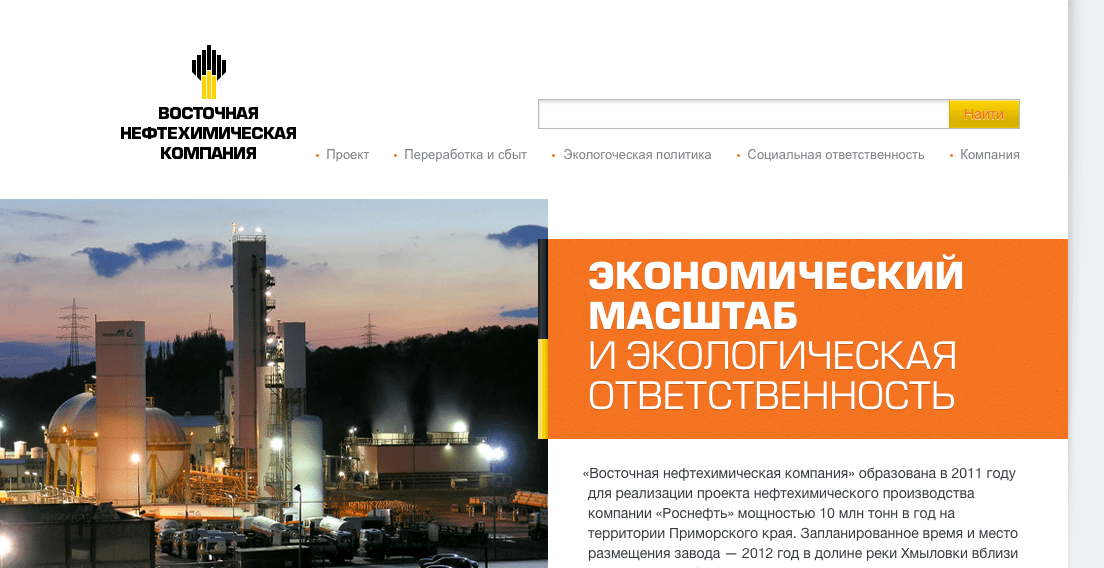 ВОСТОЧНАЯ
НЕФТЕХИМИЧЕСКАЯ
КОМПАНИЯ
Найти
Проект
Переработка и сбыт
Экологоческая политика
Социальная ответственность
Компания
ЭКОНОМИЧЕСКИЙ
МАСШТАБ
И ЭКОЛОГИЧЕСКАЯ
ОТВЕТСТВЕННОСТЬ
«Восточная нефтехимическая компания» образована в 2011 году
для реализации проекта нефтехимического производства
компании «Роснефть» мощностью 10 млн тонн в год на
территории Приморского края. Запланированное время и место
размещения завода — 2012 год в долине реки Хмыловки вблизи